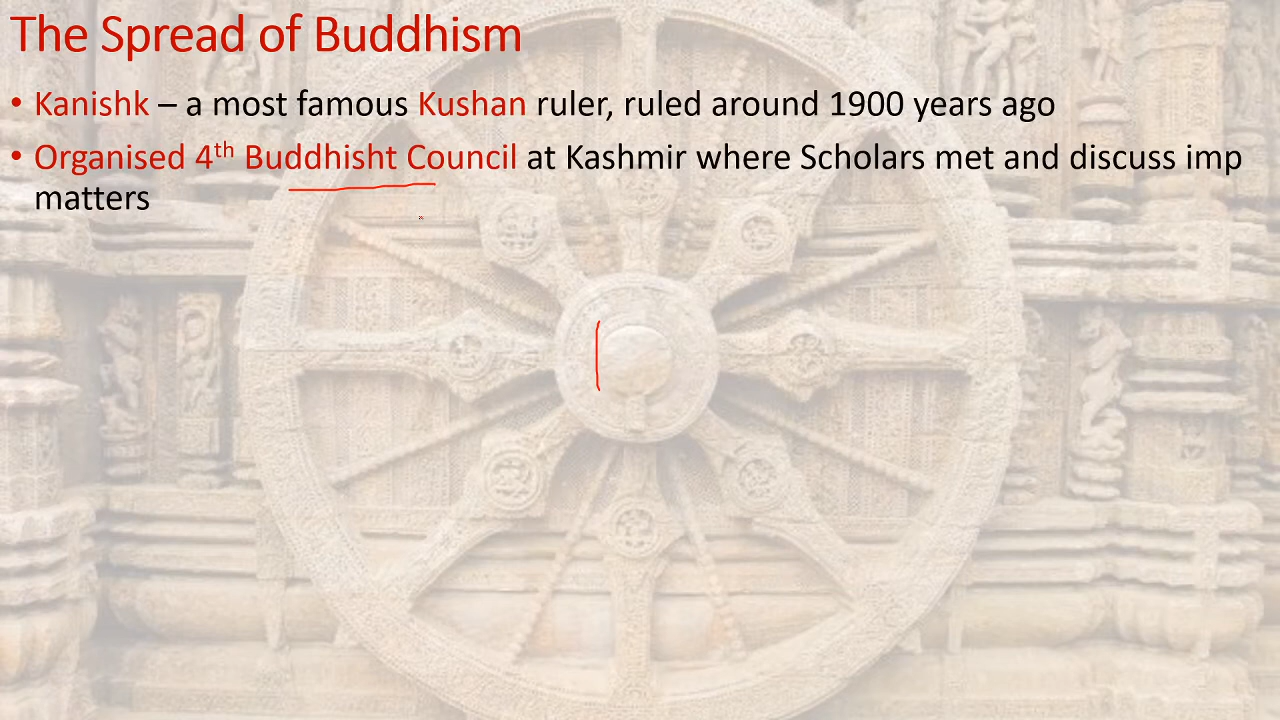 The Spread of Buddhism
• Kanishk – a most famous Kushan ruler, ruled around 1900 years ago
• Organised 4th Buddhisht Council at Kashmir where Scholars met and discuss imp
matters